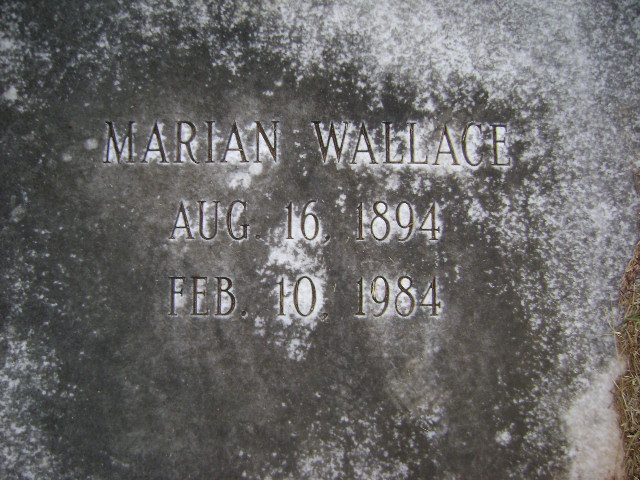 MARIAN WALLACE
AUG. 16, 1894
FEB. 10, 1984